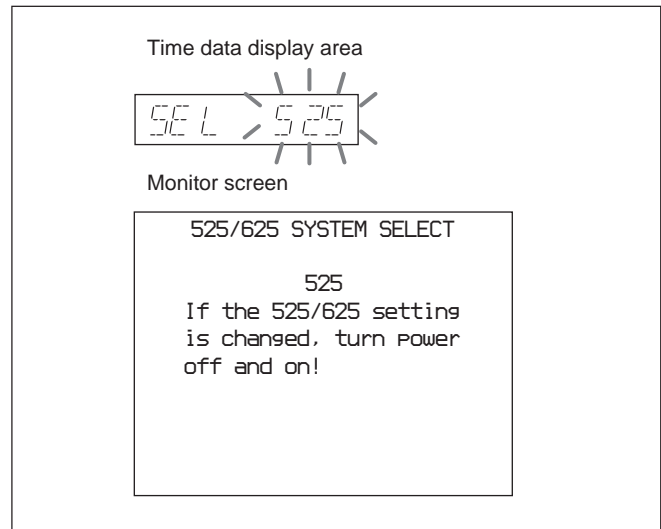 Time data display area
SEL 525
Monitor screen
525/625 SYSTEM SELECT
525
If the 525/625 setting
is changed, turn power
off and on!